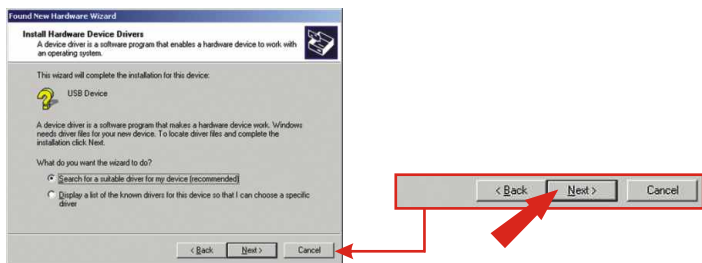 Found New Hardware Wizard
Install Hardware Device Drivers
A device driver is a software program that enables a hardware device to work with
an operating system.
This wizard will complete the installation for this device:
USB Device
A device driver is a software program that makes a hardware device work. Windows
needs driver files for your new device. To locate driver files and complete the
installation click Next.
What do you want the wizard to do?
Search for a suitable driver for my device (recommended)
Display a list of the known drivers for this device so that I can choose a specific
driver
< Back Next > Cancel
< Back Next > Cancel